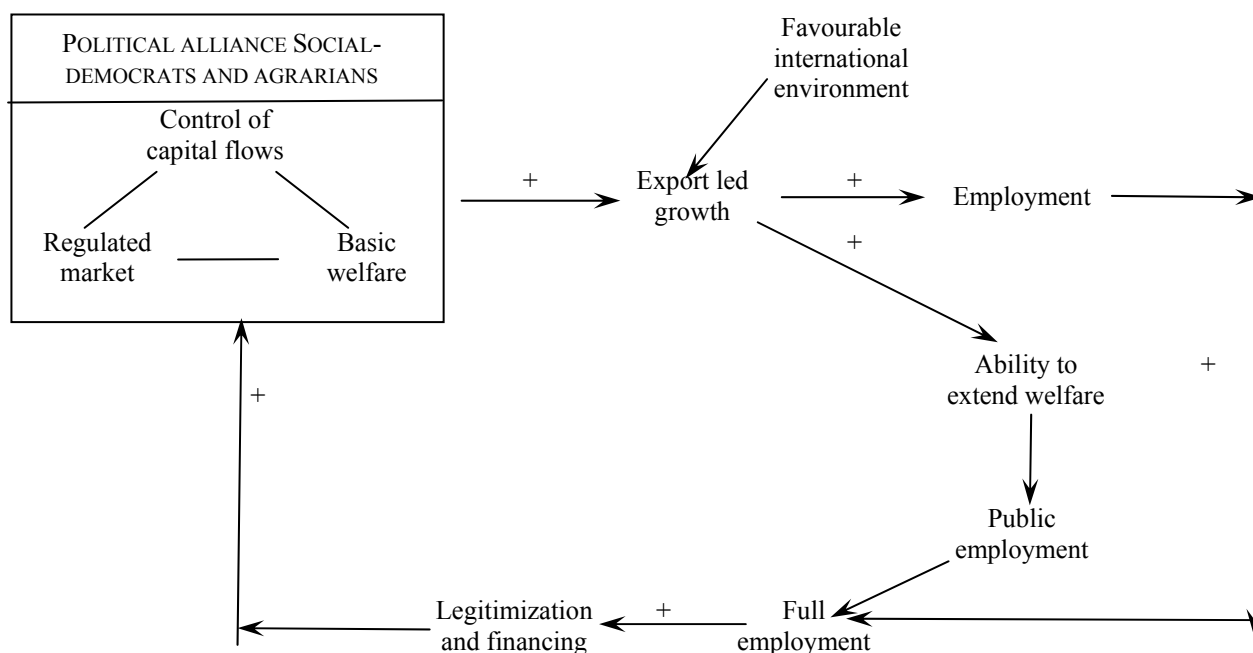 POLITICAL ALLIANCE SOCIAL-
DEMOCRATS AND AGRARIANS
Control of
capital flows
Regulated
market
Basic
welfare
+
Favourable
international
environment
Export led
growth
+
Employment
+
Ability to
extend welfare
+
Public
employment
Full
employment
+
Legitimization
and financing
+